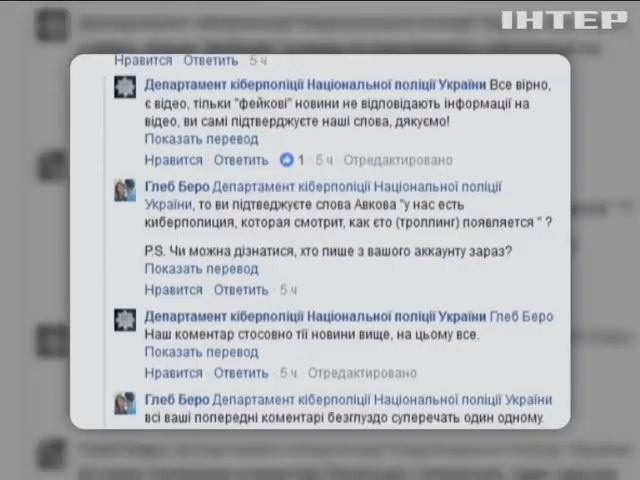 ІНТЕР
Нравится Ответить 5 ч
Департамент кіберполіції Національної поліції України Все вірно,
є відео, тільки "фейкові" новини не відповідають інформації на
відео, ви самі підтверджуєте наші слова, дякуємо!
Показать перевод
Нравится · Ответить · 1 · 5 ч · Отредактировано
Глеб Беро Департамент кіберполіції Національної поліції
України, то ви підтведжуєте слова Авкова "у нас есть
киберполиция, которая смотрит, как єто (троллинг) появляется " ?
P.S. Чи можна дізнатися, хто пише з вашого аккаунту зараз?
Показать перевод
Нравится · Ответить · 5 ч
Департамент кіберполіції Національної поліції України Глеб Беро
Наш коментар стосовно тії новини вище, на цьому все.
Показать перевод
Нравится · Ответить · 5 ч · Отредактировано
Глеб Беро Департамент кіберполіції Національної поліції України
всі ваші попередні коментарі безглуздо суперечать один одному.